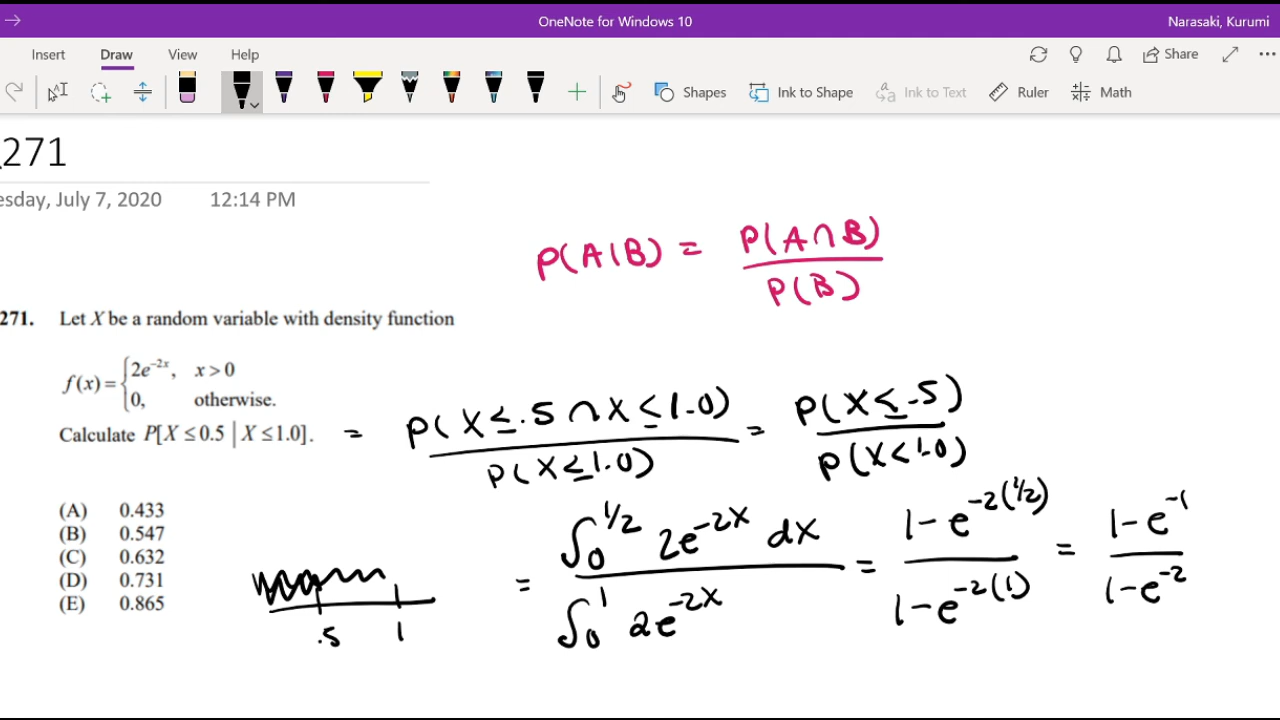 OneNote for Windows 10 Narasaki, Kurumi
Insert Draw View Help Share
Shapes Ink to Shape Ink to Text Ruler Math
271
esday, July 7, 2020 12:14 PM
P(A|B) = P(A∩B) / P(B)
271. Let X be a random variable with density function
f(x) = { 2e^{-2x}, x > 0
0, otherwise.
Calculate P[X ≤ 0.5 | X ≤ 1.0]. = P(X ≤ .5 ∩ X ≤ 1.0) / P(X ≤ 1.0) = P(X ≤ .5) / P(X < 1.0)
(A) 0.433
(B) 0.547
(C) 0.632
(D) 0.731
(E) 0.865
.5 1
= ∫_0^{1/2} 2e^{-2x} dx / ∫_0^1 2e^{-2x} = 1-e^{-2(1/2)} / 1-e^{-2(1)} = 1-e^{-1} / 1-e^{-2}